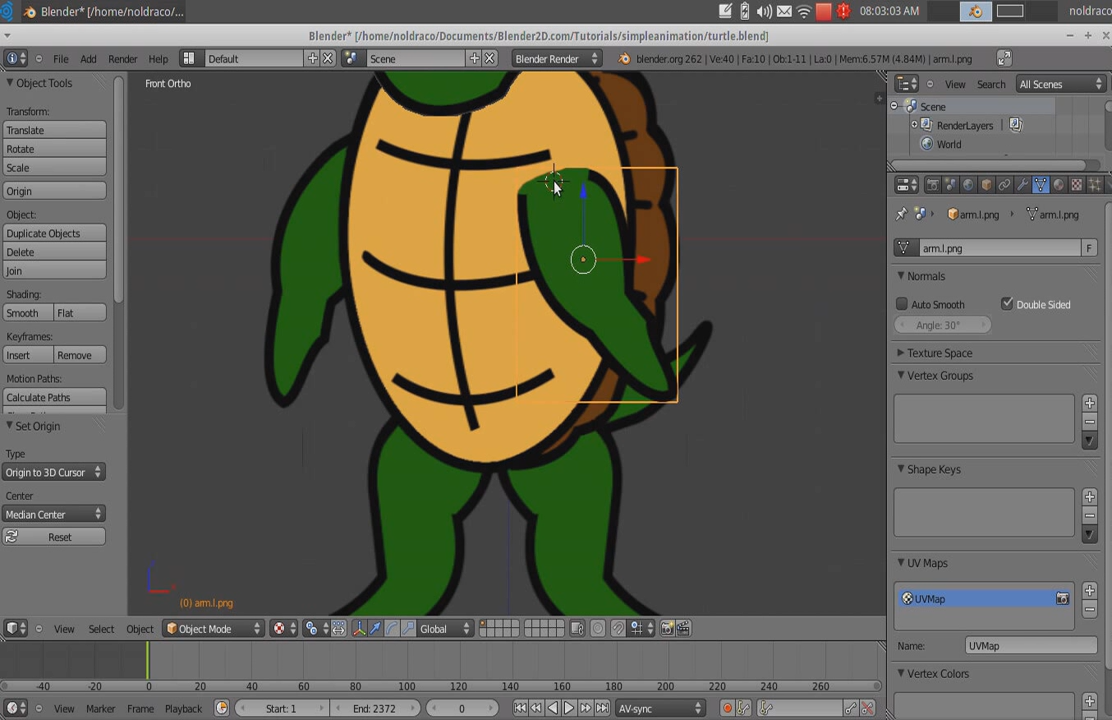 Blender* [/home/noldraco/...
08:03:03 AM
noldraco
Blender* [/home/noldraco/Documents/Blender2D.com/Tutorials/simpleanimation/turtle.blend]
File Add Render Help
Default
Scene
Blender Render
blender.org 262 | Ve:40 | Fa:10 | Ob:1-11 | La:0 | Mem:6.57M (4.84M) | arm.l.png
Object Tools
Transform:
Translate
Rotate
Scale
Origin
Object:
Duplicate Objects
Delete
Join
Shading:
Smooth Flat
Keyframes:
Insert Remove
Motion Paths:
Calculate Paths
Set Origin
Type
Origin to 3D Cursor
Center
Median Center
Reset
Front Ortho
(0) arm.l.png
View Select Object
Object Mode
Global
-40 -20 0 20 40 60 80 100 120 140 160 180 200 220 240 260
View Marker Frame Playback
Start: 1
End: 2372
0
AV-sync
View Search
All Scenes
Scene
RenderLayers
World
arm.l.png
arm.l.png
arm.l.png
F
Normals
Auto Smooth
Double Sided
Angle: 30°
Texture Space
Vertex Groups
Shape Keys
UV Maps
UVMap
Name:
UVMap
Vertex Colors